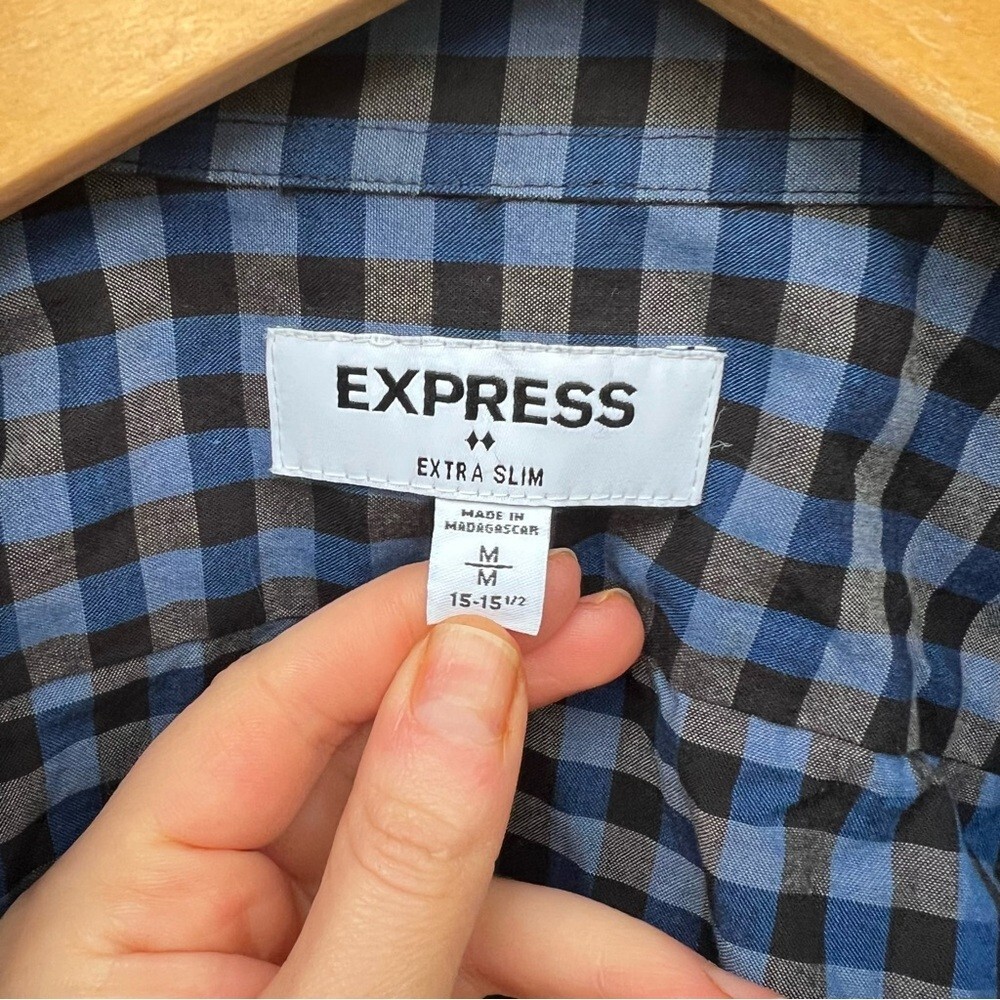 EXPRESS
EXTRA SLIM
MADE IN
MADAGASCAR
M
M
15-15 1/2